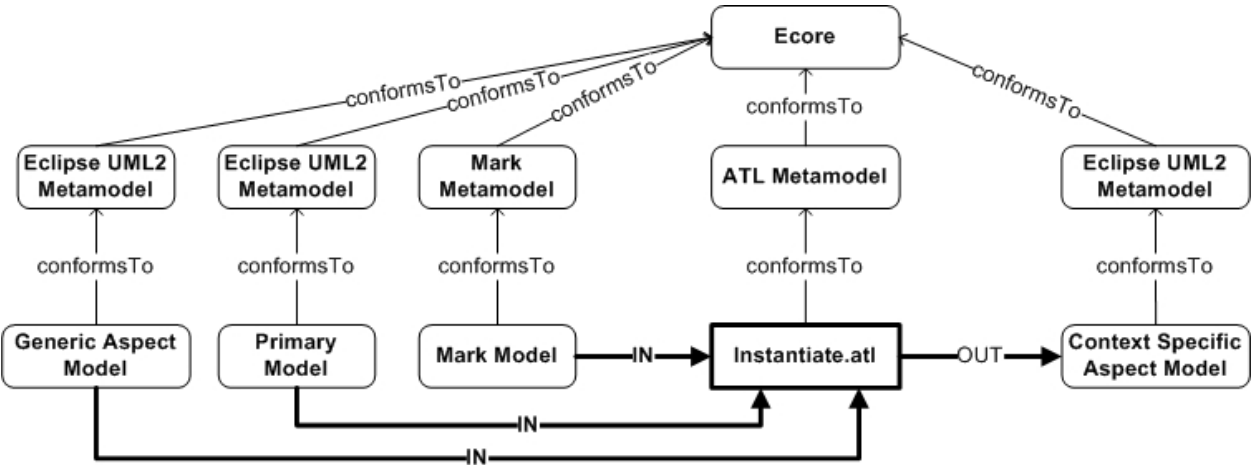 Ecore
conformsTo
conformsTo
conformsTo
conformsTo
conformsTo
Eclipse UML2
Metamodel
Eclipse UML2
Metamodel
Mark
Metamodel
ATL Metamodel
Eclipse UML2
Metamodel
conformsTo
conformsTo
conformsTo
conformsTo
conformsTo
Generic Aspect
Model
Primary
Model
Mark Model
IN
Instantiate.atl
OUT
Context Specific
Aspect Model
IN
IN